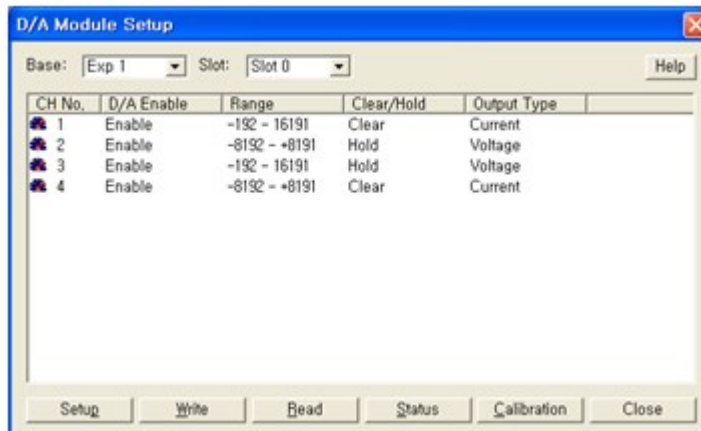 D/A Module Setup
Base: Exp 1 Slot: Slot 0 Help
CH No. D/A Enable Range Clear/Hold Output Type
1 Enable -192 - 16191 Clear Current
2 Enable -8192 - +8191 Hold Voltage
3 Enable -192 - 16191 Hold Voltage
4 Enable -8192 - +8191 Clear Current
Setup Write Read Status Calibration Close